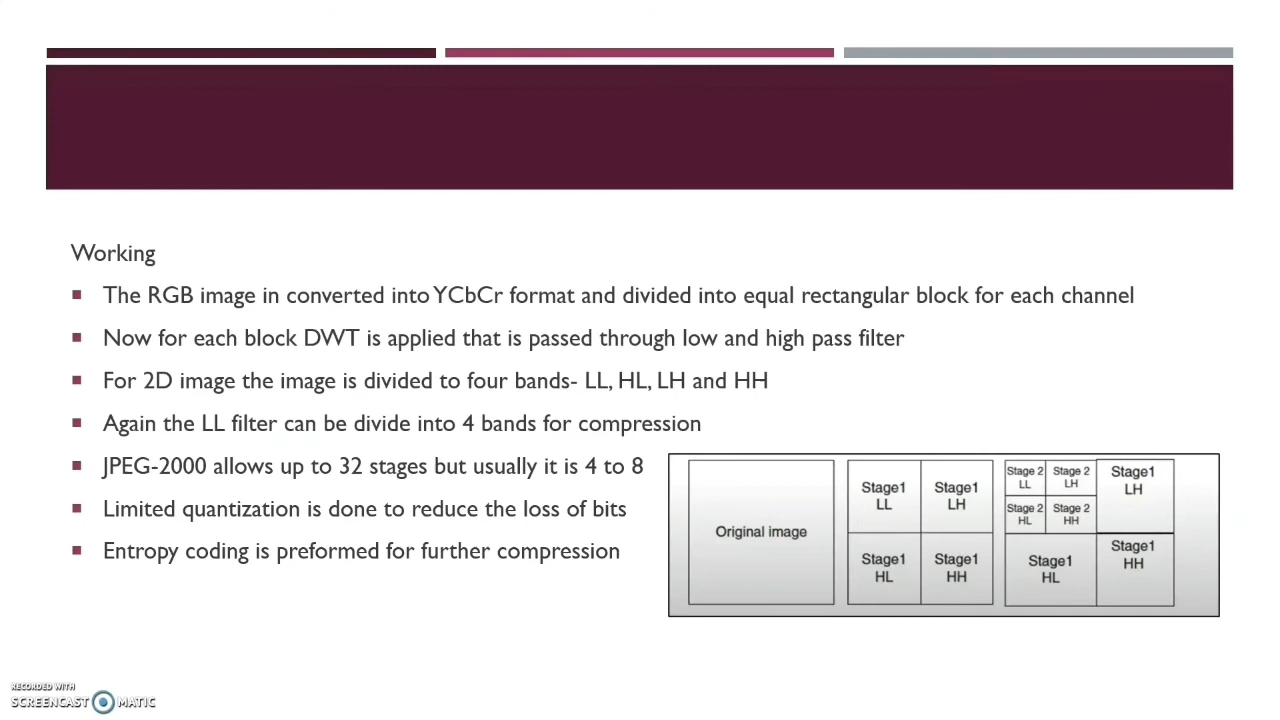 Working
The RGB image in converted into YCbCr format and divided into equal rectangular block for each channel
Now for each block DWT is applied that is passed through low and high pass filter
For 2D image the image is divided to four bands- LL, HL, LH and HH
Again the LL filter can be divide into 4 bands for compression
JPEG-2000 allows up to 32 stages but usually it is 4 to 8
Limited quantization is done to reduce the loss of bits
Entropy coding is preformed for further compression
Original image
Stage1
LL
Stage1
LH
Stage1
HL
Stage1
HH
Stage 2
LL
Stage 2
LH
Stage 2
HL
Stage 2
HH
Stage1
LH
Stage1
HL
Stage1
HH
RECORDED WITH
SCREENCAST MATIC